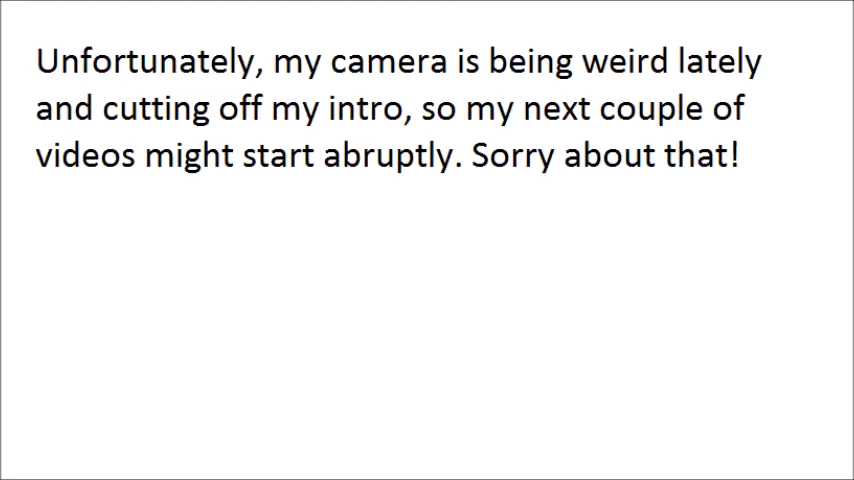 Unfortunately, my camera is being weird lately
and cutting off my intro, so my next couple of
videos might start abruptly. Sorry about that!